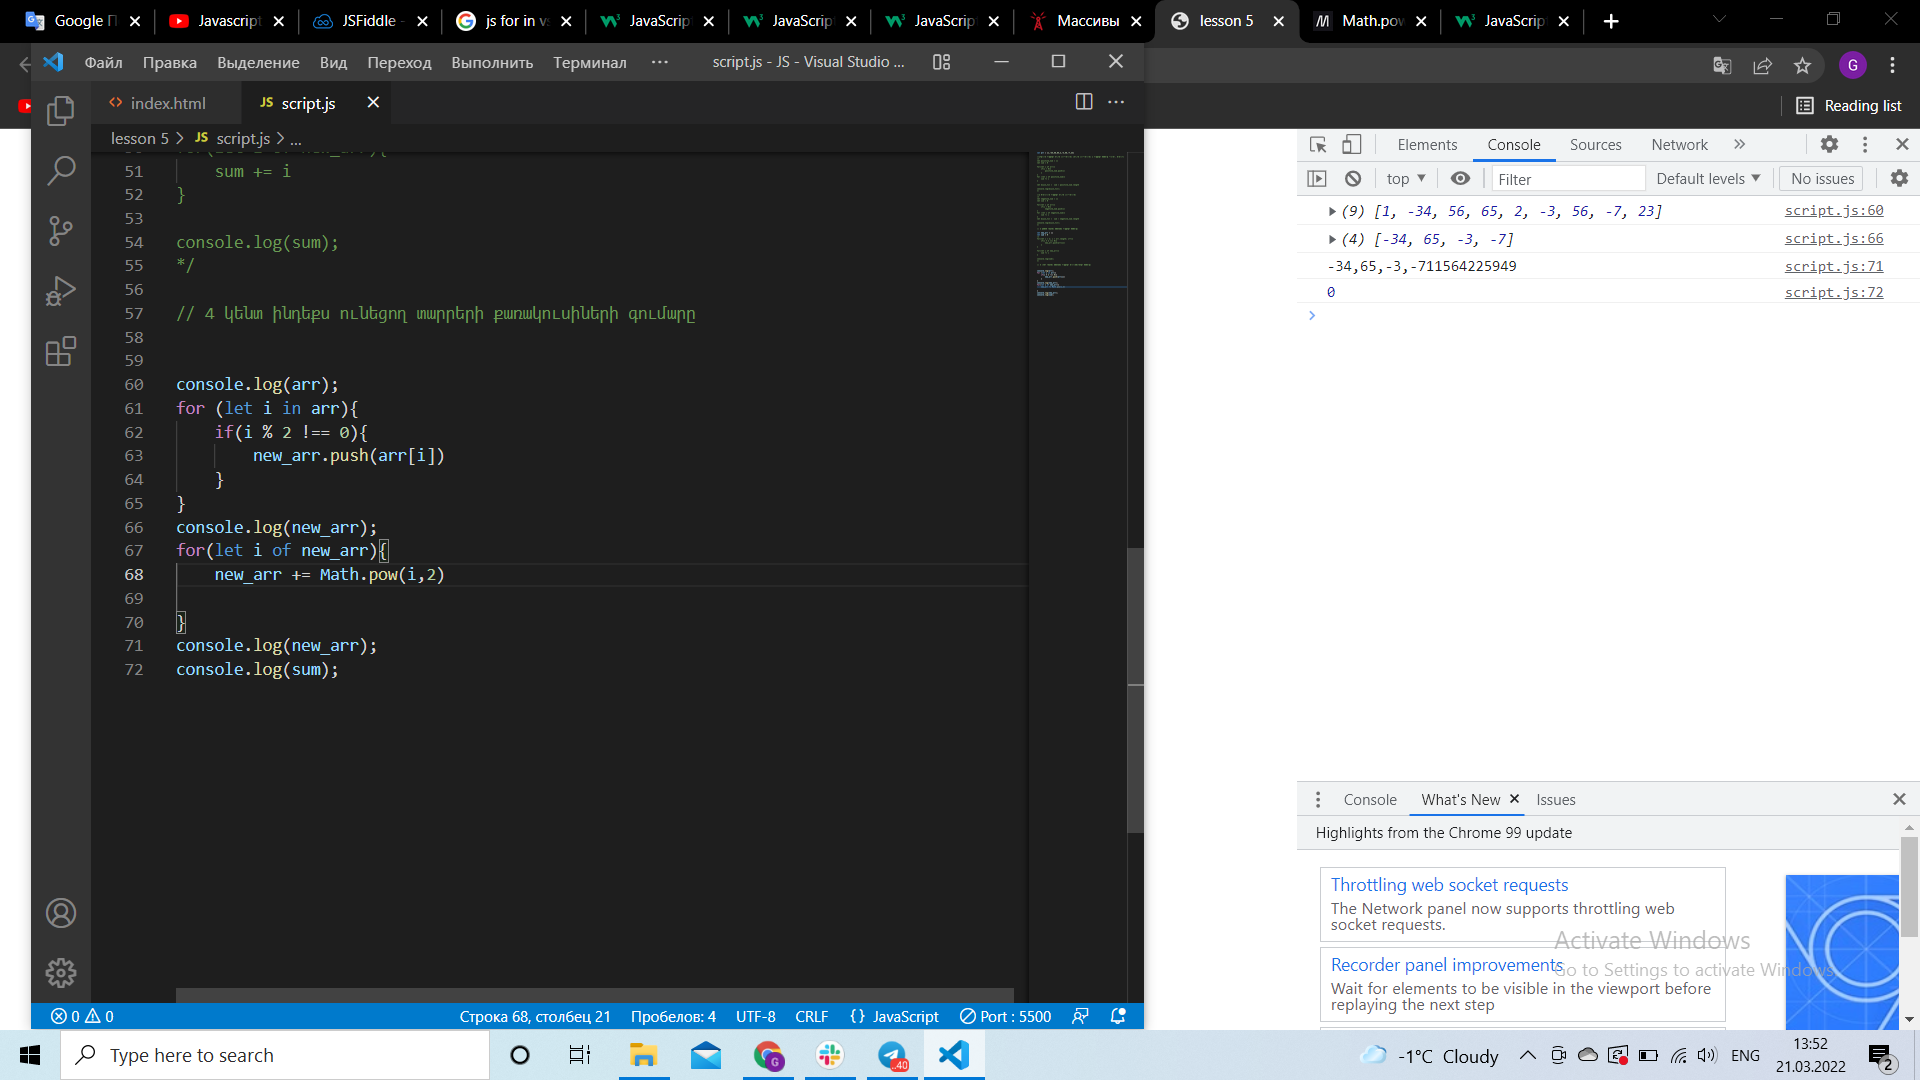 Google П
Javascript
JSFiddle -
js for in vs
JavaScript
JavaScript
JavaScript
Массивы
lesson 5
Math.pow
JavaScript
Файл Правка Выделение Вид Переход Выполнить Терминал ··· script.js - JS - Visual Studio ...
G
index.html
JS script.js
Reading list
lesson 5 > JS script.js > ...
51 sum += i
52 }
53
54 console.log(sum);
55 */
56
57 // 4 կենտ ինդեքս ունեցող տարրերի քառակուսիների գումարը
58
59
60 console.log(arr);
61 for (let i in arr){
62 if(i % 2 !== 0){
63 new_arr.push(arr[i])
64 }
65 }
66 console.log(new_arr);
67 for(let i of new_arr){
68 new_arr += Math.pow(i,2)
69
70 }
71 console.log(new_arr);
72 console.log(sum);
Elements Console Sources Network »
top Filter Default levels No issues
(9) [1, -34, 56, 65, 2, -3, 56, -7, 23] script.js:60
(4) [-34, 65, -3, -7] script.js:66
-34,65,-3,-711564225949 script.js:71
0 script.js:72
Console What's New Issues
Highlights from the Chrome 99 update
Throttling web socket requests
The Network panel now supports throttling web
socket requests.
Recorder panel improvements
Wait for elements to be visible in the viewport before
replaying the next step
Activate Windows
Go to Settings to activate Windows.
0 0 Строка 68, столбец 21 Пробелов: 4 UTF-8 CRLF {} JavaScript Port : 5500
Type here to search
G
40
-1°C Cloudy
ENG
13:52
21.03.2022
2